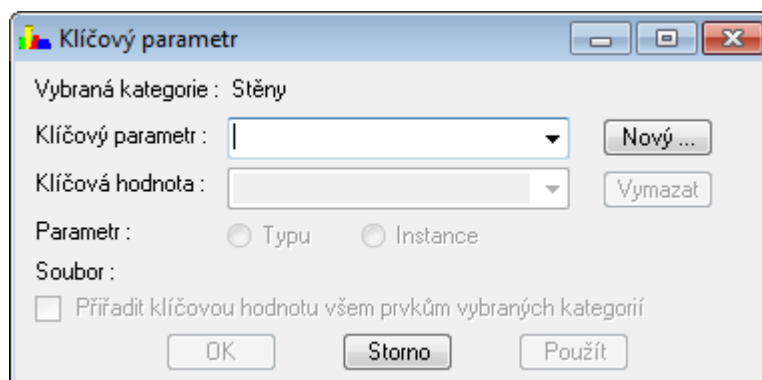 Klíčový parametr
Vybraná kategorie : Stěny
Klíčový parametr : Nový ...
Klíčová hodnota : Vymazat
Parametr : Typu Instance
Soubor :
Přiřadit klíčovou hodnotu všem prvkům vybraných kategorií
OK Storno Použít